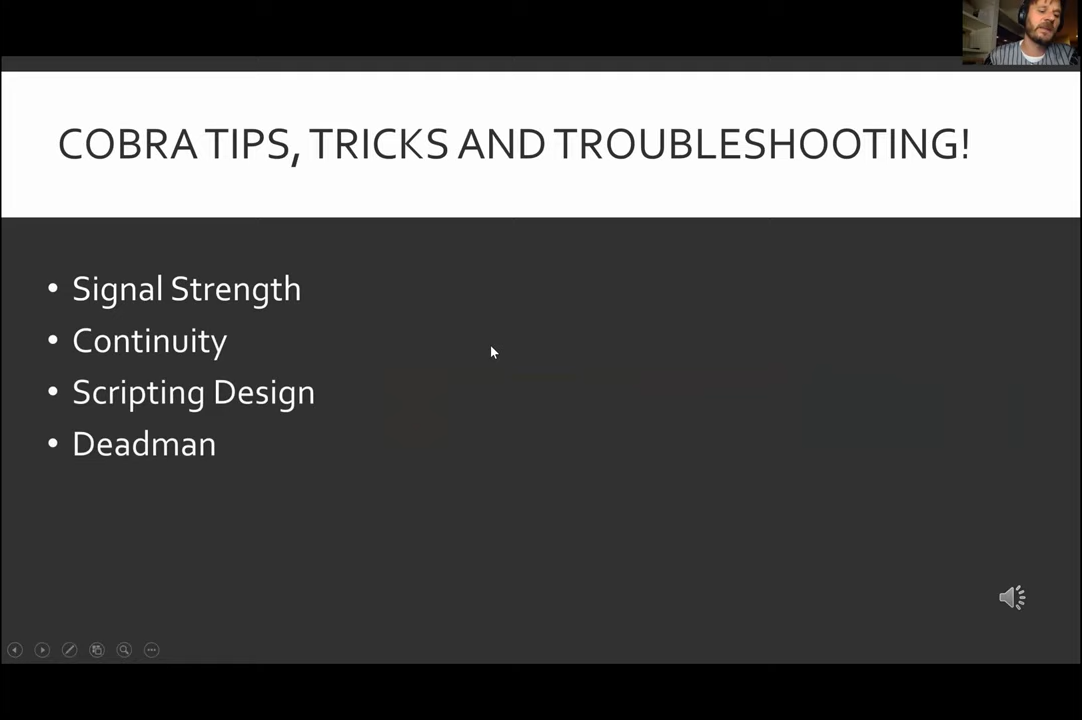 COBRA TIPS, TRICKS AND TROUBLESHOOTING!
• Signal Strength
• Continuity
• Scripting Design
• Deadman